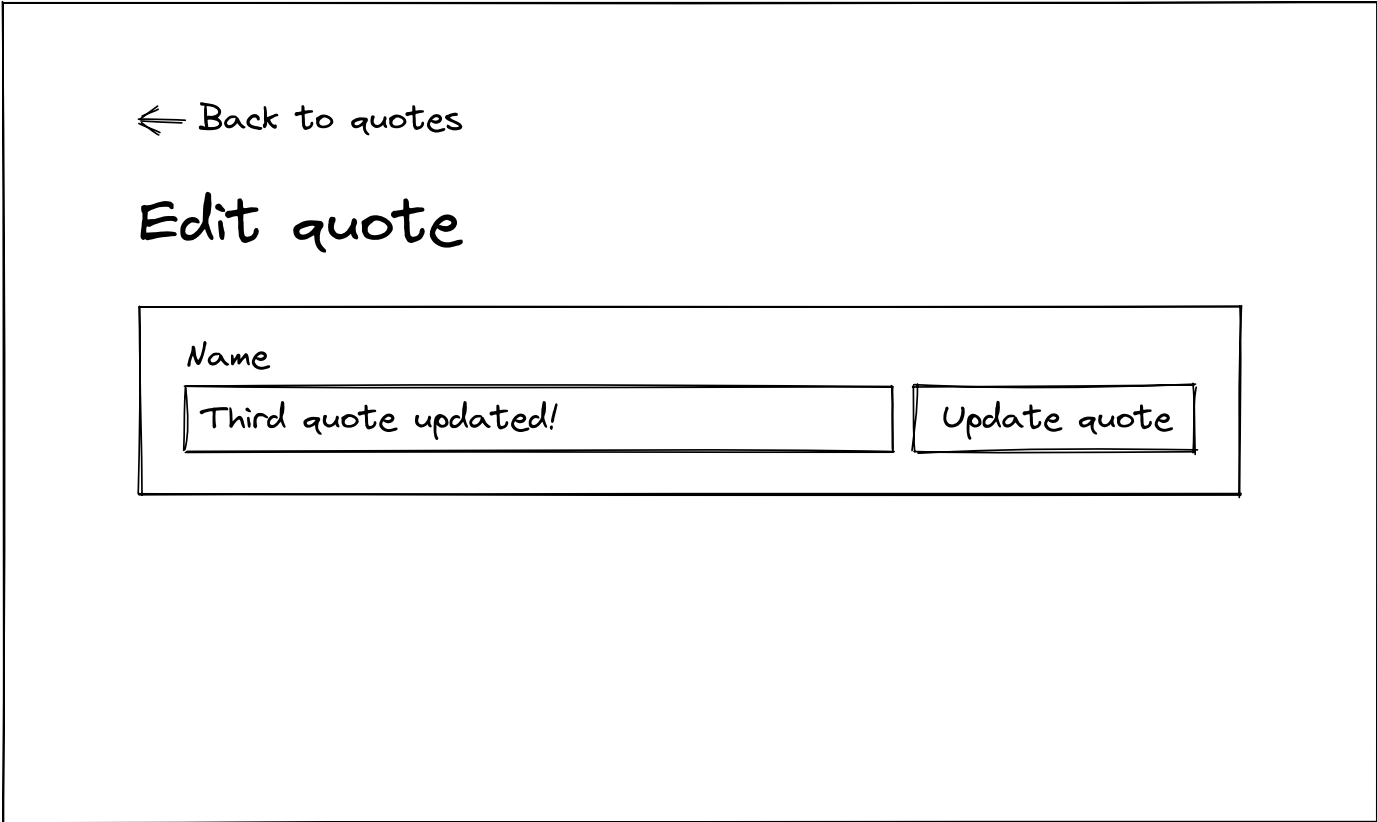 Back to quotes
Edit quote
Name
Third quote updated!
Update quote